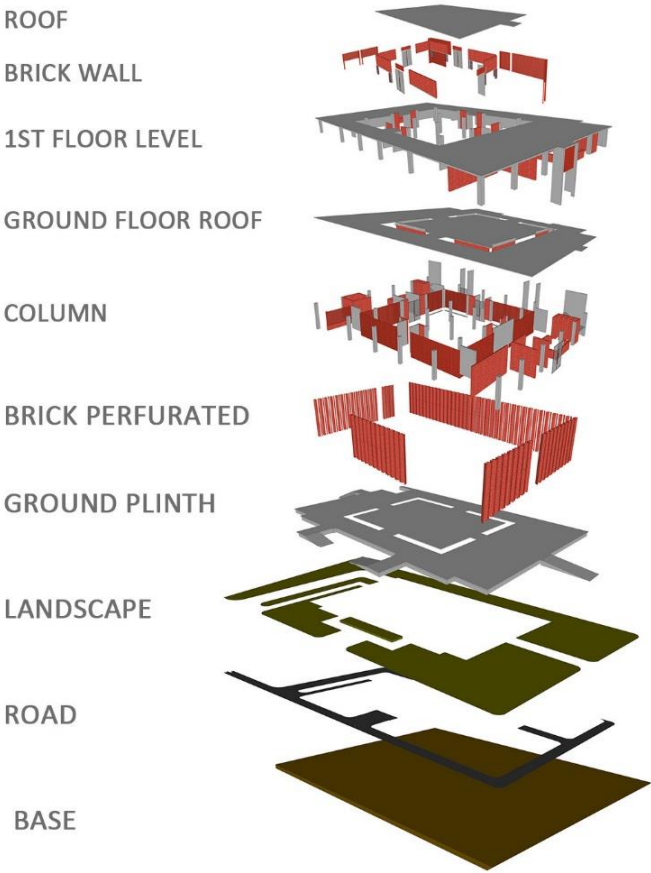 ROOF
BRICK WALL
1ST FLOOR LEVEL
GROUND FLOOR ROOF
COLUMN
BRICK PERFURATED
GROUND PLINTH
LANDSCAPE
ROAD
BASE